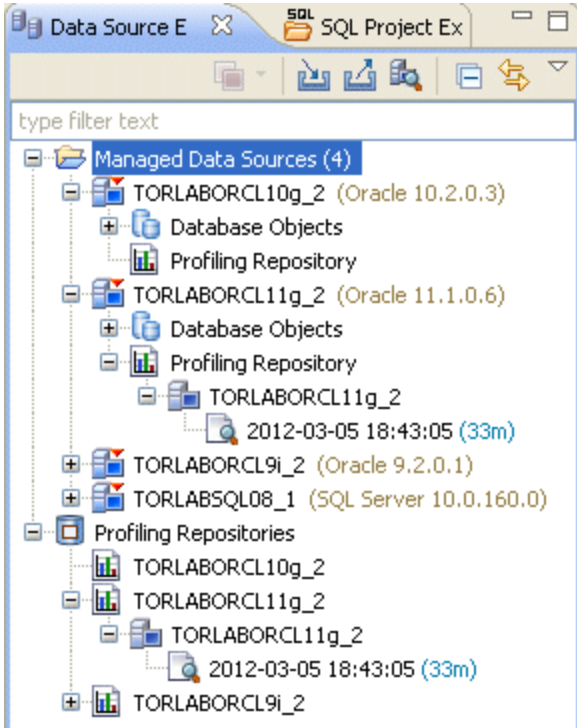 Data Source E
SQL SQL Project Ex
type filter text
Managed Data Sources (4)
TORLABORCL10g_2 (Oracle 10.2.0.3)
Database Objects
Profiling Repository
TORLABORCL11g_2 (Oracle 11.1.0.6)
Database Objects
Profiling Repository
TORLABORCL11g_2
2012-03-05 18:43:05 (33m)
TORLABORCL9i_2 (Oracle 9.2.0.1)
TORLABSQL08_1 (SQL Server 10.0.160.0)
Profiling Repositories
TORLABORCL10g_2
TORLABORCL11g_2
TORLABORCL11g_2
2012-03-05 18:43:05 (33m)
TORLABORCL9i_2